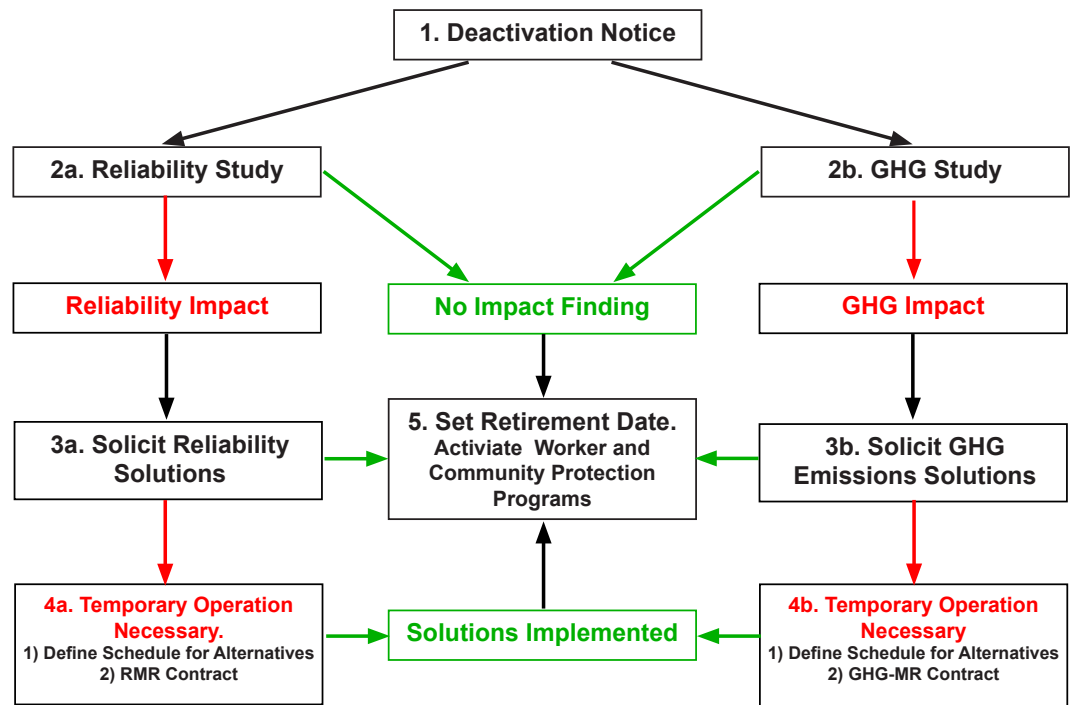 1. Deactivation Notice
2a. Reliability Study
2b. GHG Study
Reliability Impact
No Impact Finding
GHG Impact
3a. Solicit Reliability
Solutions
5. Set Retirement Date.
Activiate Worker and
Community Protection
Programs
3b. Solicit GHG
Emissions Solutions
4a. Temporary Operation
Necessary.
1) Define Schedule for Alternatives
2) RMR Contract
Solutions Implemented
4b. Temporary Operation
Necessary
1) Define Schedule for Alternatives
2) GHG-MR Contract